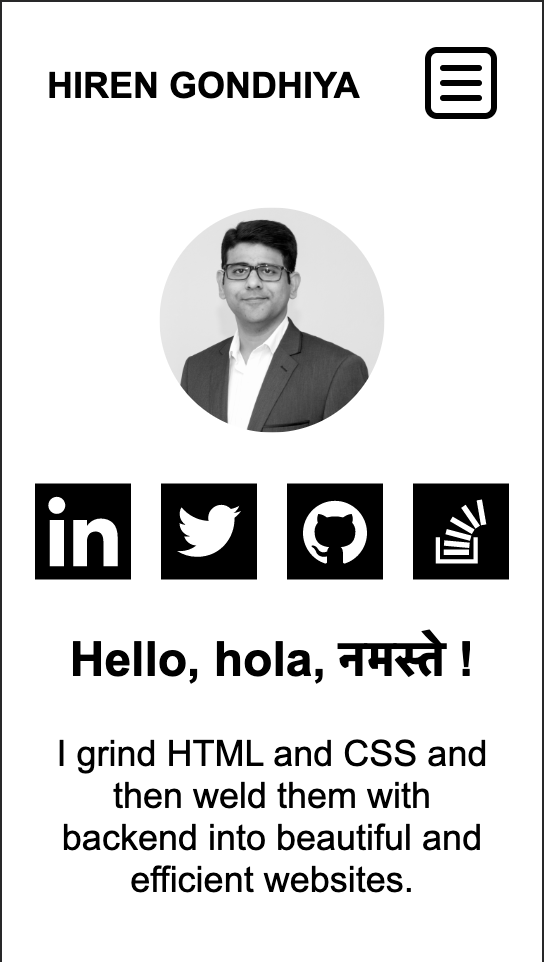 HIREN GONDHIYA
in
Hello, hola, नमस्ते !
I grind HTML and CSS and
then weld them with
backend into beautiful and
efficient websites.